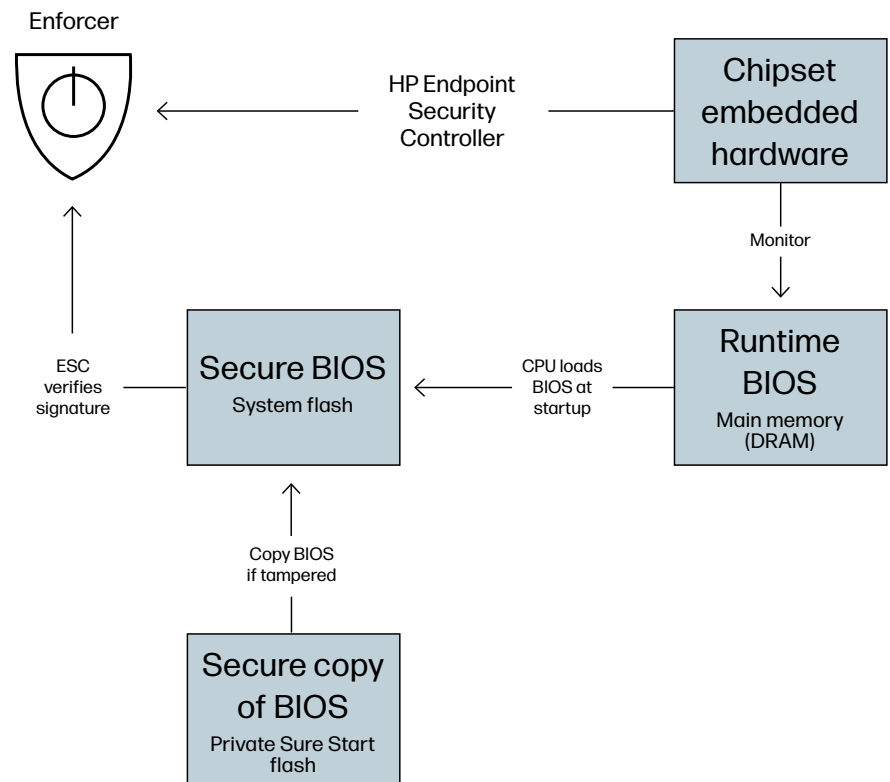 Enforcer
HP Endpoint
Security
Controller
Chipset
embedded
hardware
Monitor
ESC
verifies
signature
Secure BIOS
System flash
CPU loads
BIOS at
startup
Runtime
BIOS
Main memory
(DRAM)
Copy BIOS
if tampered
Secure copy
of BIOS
Private Sure Start
flash